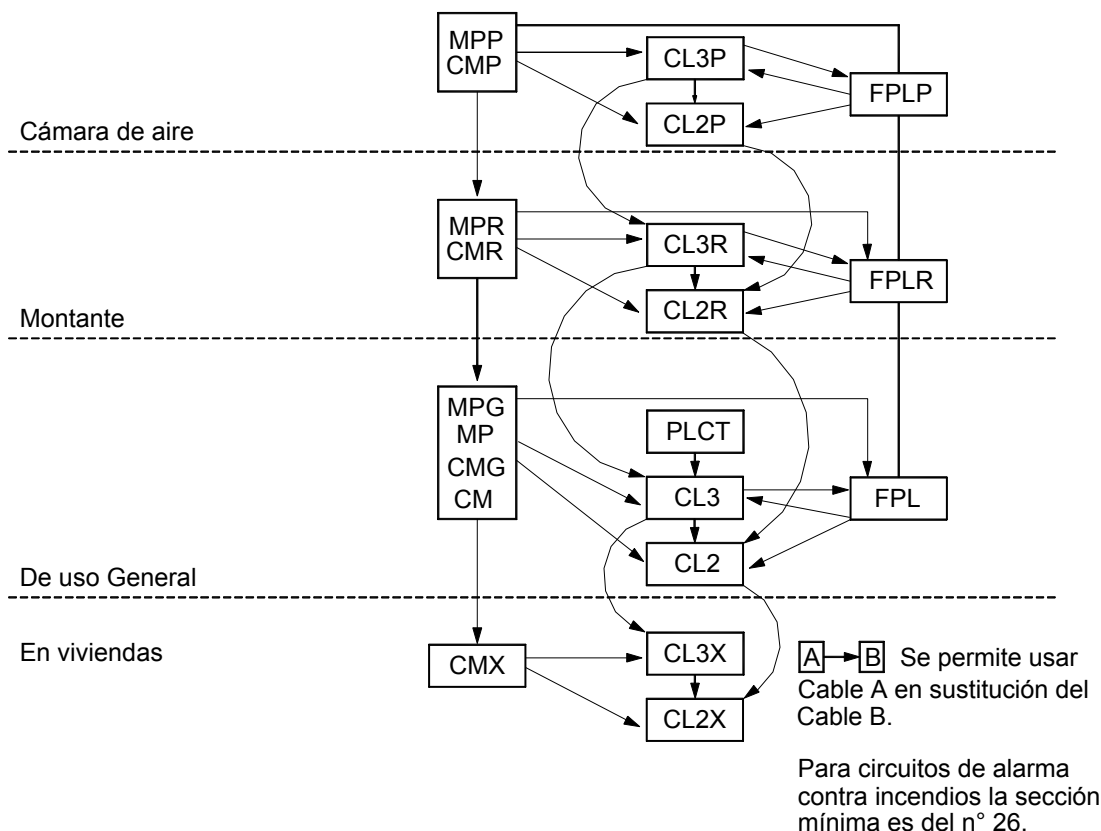 MPP
CMP
CL3P
FPLP
CL2P
Cámara de aire
MPR
CMR
CL3R
FPLR
CL2R
Montante
MPG
MP
CMG
CM
PLCT
CL3
FPL
CL2
De uso General
En viviendas
CMX
CL3X
CL2X
A B Se permite usar
Cable A en sustitución del
Cable B.
Para circuitos de alarma
contra incendios la sección
mínima es del n° 26.